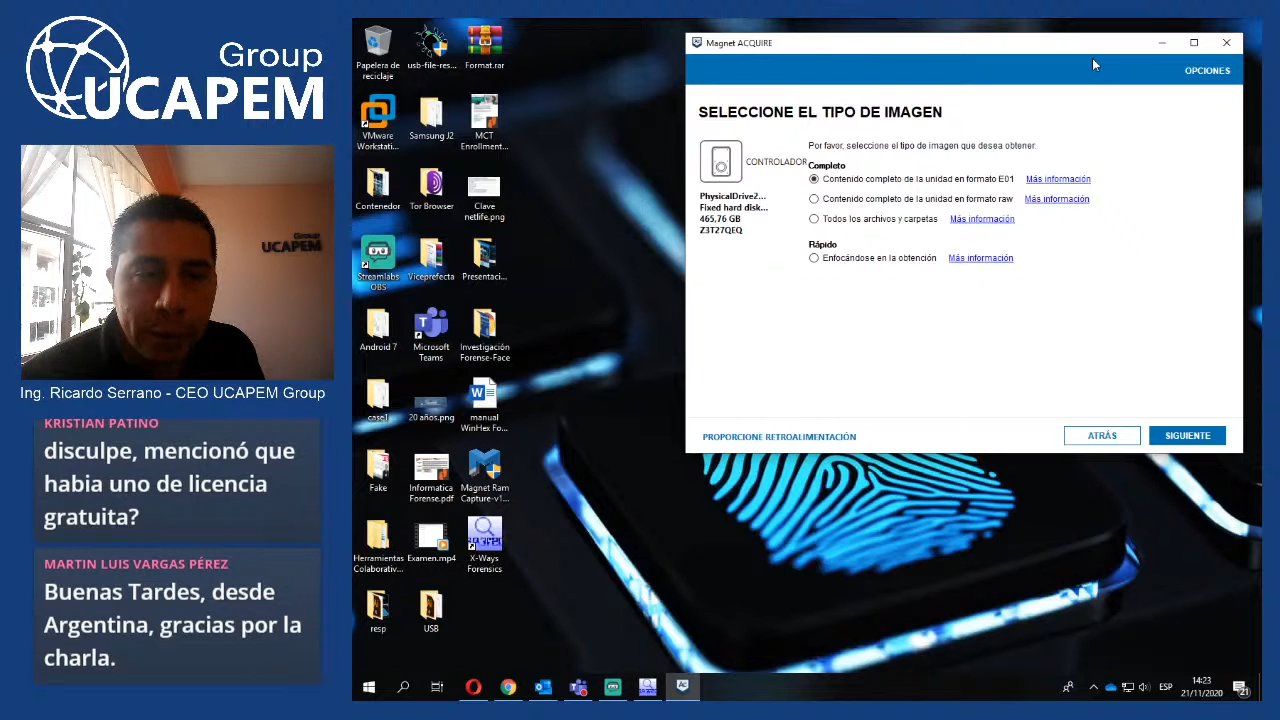 Group
UCAPEM
Group
UCAPEM
Ing. Ricardo Serrano - CEO UCAPEM Group
KRISTIAN PATINO
disculpe, mencionó que
habia uno de licencia
gratuita?
MARTIN LUIS VARGAS PÉREZ
Buenas Tardes, desde
Argentina, gracias por la
charla.
Papelera de
reciclaje
usb-file-res...
Format.rar
VMware
Workstati...
Samsung J2
MCT
Enrollment...
Contenedor
Tor Browser
Clave
netlife.png
Streamlabs
OBS
Viceprefecta
Presentaci...
Android 7
Microsoft
Teams
Investigación
Forense-Face
case1
20 años.png
manual
WinHex Fo...
Fake
Informatica
Forense.pdf
Magnet Ram
Capture-v1...
Herramientas
Colaborativ...
Examen.mp4
X-Ways
Forensics
resp
USB
Magnet ACQUIRE
OPCIONES
SELECCIONE EL TIPO DE IMAGEN
CONTROLADOR
PhysicalDrive2...
Fixed hard disk...
465,76 GB
Z3T27QEQ
Por favor, seleccione el tipo de imagen que desea obtener:
Completo
Contenido completo de la unidad en formato E01 Más información
Contenido completo de la unidad en formato raw Más información
Todos los archivos y carpetas Más información
Rápido
Enfocándose en la obtención Más información
PROPORCIONE RETROALIMENTACIÓN
ATRÁS
SIGUIENTE
ESP
14:23
21/11/2020
21